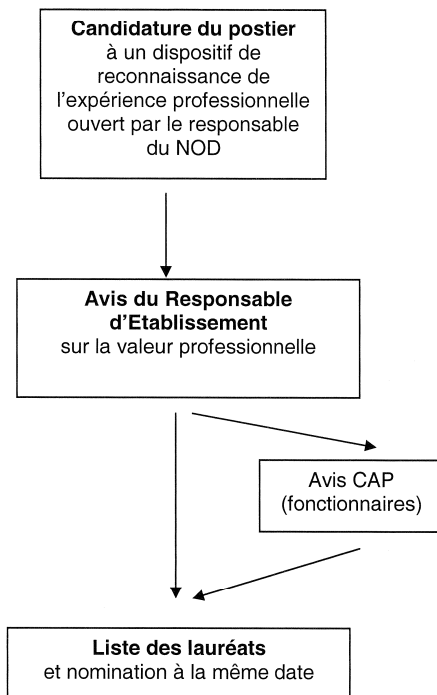 Candidature du postier
à un dispositif de
reconnaissance de
l'expérience professionnelle
ouvert par le responsable
du NOD
Avis du Responsable
d'Etablissement
sur la valeur professionnelle
Avis CAP
(fonctionnaires)
Liste des lauréats
et nomination à la même date